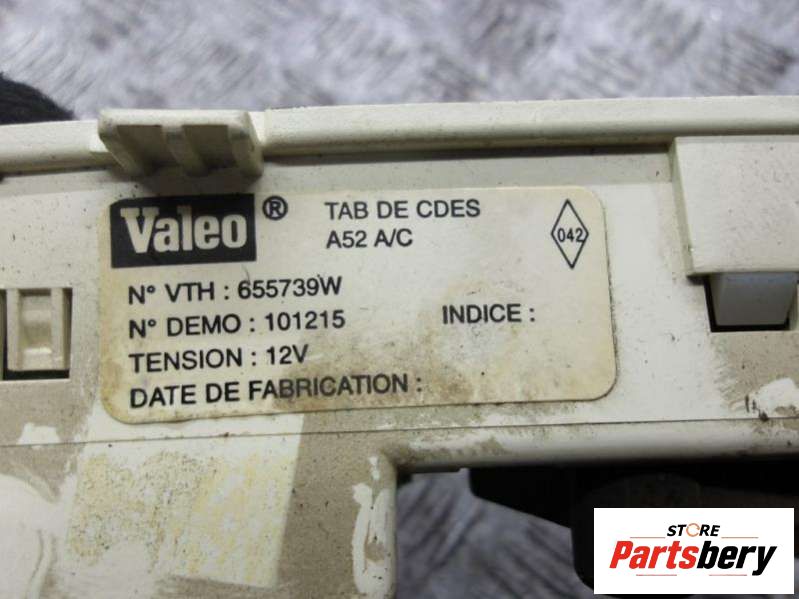 Valeo ® TAB DE CDES
A52 A/C
042
N° VTH : 655739W
N° DEMO : 101215 INDICE :
TENSION : 12V
DATE DE FABRICATION :
STORE
Partsbery